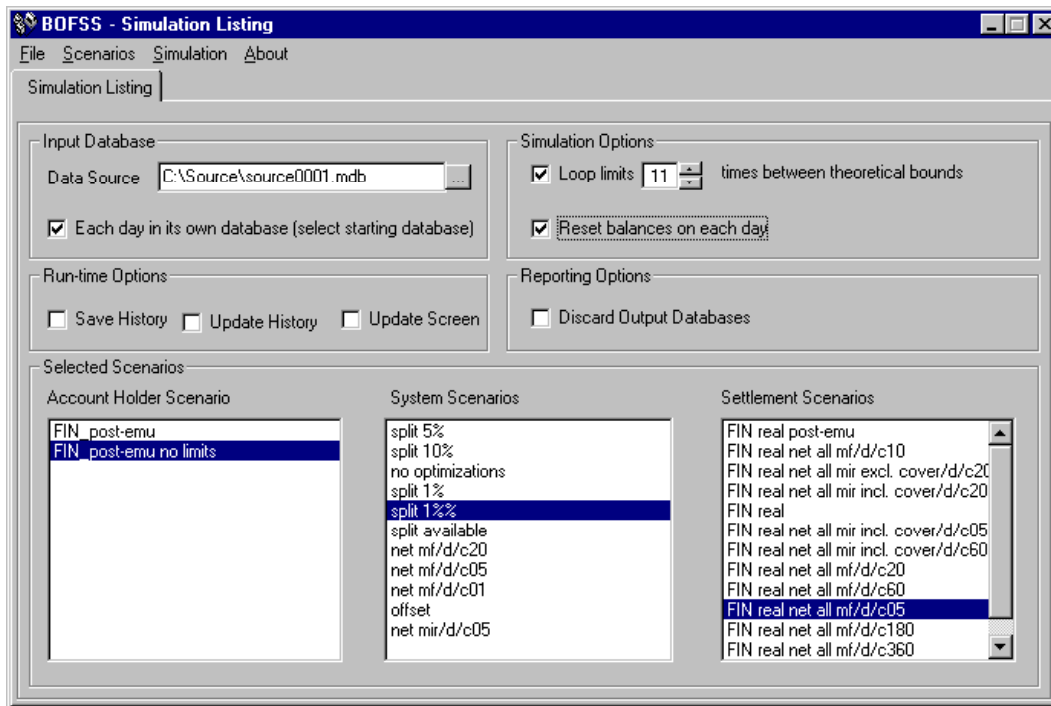 BOFSS - Simulation Listing
File Scenarios Simulation About
Simulation Listing
Input Database
Data Source C:\Source\source0001.mdb ...
Each day in its own database (select starting database)
Simulation Options
Loop limits 11 times between theoretical bounds
Reset balances on each day
Run-time Options
Save History Update History Update Screen
Reporting Options
Discard Output Databases
Selected Scenarios
Account Holder Scenario
FIN_post-emu
FIN_post-emu no limits
System Scenarios
split 5%
split 10%
no optimizations
split 1%
split 1%%
split available
net mf/d/c20
net mf/d/c05
net mf/d/c01
offset
net mir/d/c05
Settlement Scenarios
FIN real post-emu
FIN real net all mf/d/c10
FIN real net all mir excl. cover/d/c20
FIN real net all mir incl. cover/d/c20
FIN real
FIN real net all mir incl. cover/d/c05
FIN real net all mir incl. cover/d/c60
FIN real net all mf/d/c20
FIN real net all mf/d/c60
FIN real net all mf/d/c05
FIN real net all mf/d/c180
FIN real net all mf/d/c360